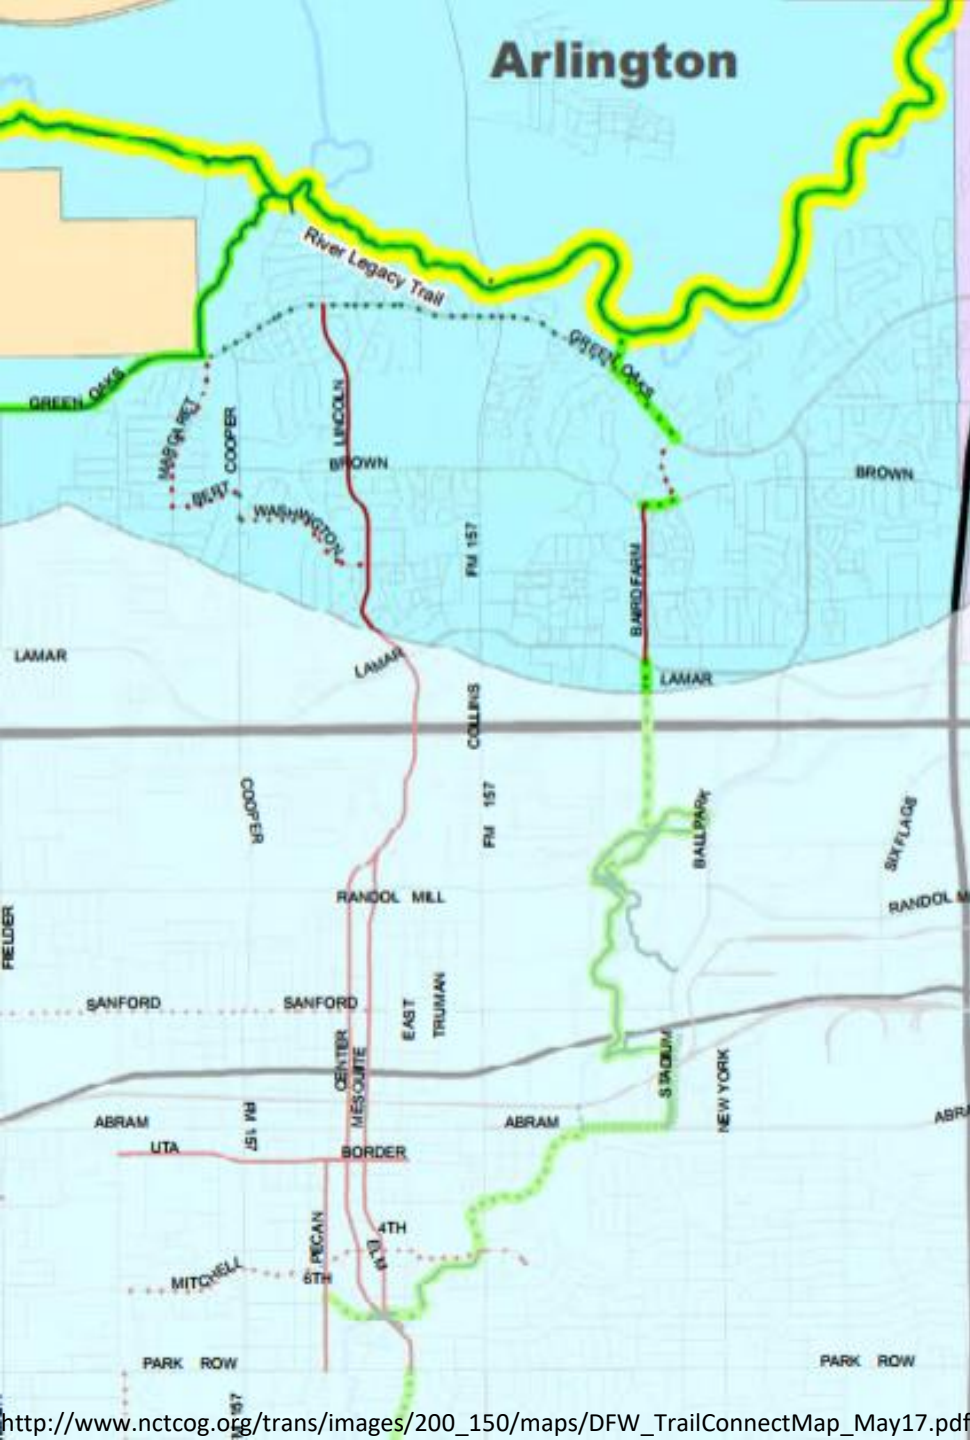 Arlington
River Legacy Trail
GREEN OAKS
GREEN OAKS
MARGARET
COOPER
LINCOLN
BROWN
BROWN
BERT
WASHINGTON
FM 157
BAIRD FARM
LAMAR
LAMAR
LAMAR
COLLINS
COOPER
FM 157
BALLPARK
SIX FLAGS
RANDOL MILL
RANDOL M
FIELDER
SANFORD
SANFORD
EAST
TRUMAN
CENTER
MESQUITE
STADIUM
NEW YORK
ABRAM
FM 157
ABRAM
ABRA
UTA
BORDER
PECAN
4TH
ELM
MITCHELL
6TH
PARK ROW
PARK ROW
M 157
http://www.nctcog.org/trans/images/200_150/maps/DFW_TrailConnectMap_May17.pdf